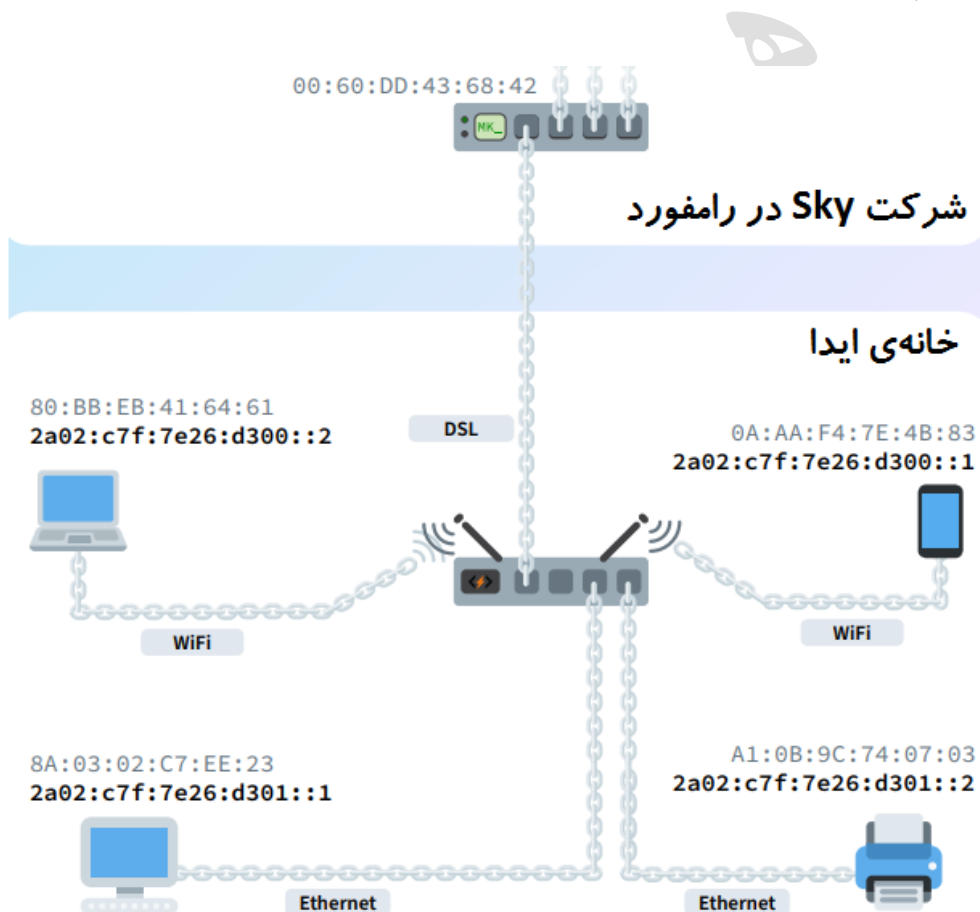 00:60:DD:43:68:42
MK_
شرکت Sky در رامفورد
خانه‌ی ایدا
80:BB:EB:41:64:61
2a02:c7f:7e26:d300::2
DSL
0A:AA:F4:7E:4B:83
2a02:c7f:7e26:d300::1
WiFi
WiFi
8A:03:02:C7:EE:23
2a02:c7f:7e26:d301::1
A1:0B:9C:74:07:03
2a02:c7f:7e26:d301::2
Ethernet
Ethernet